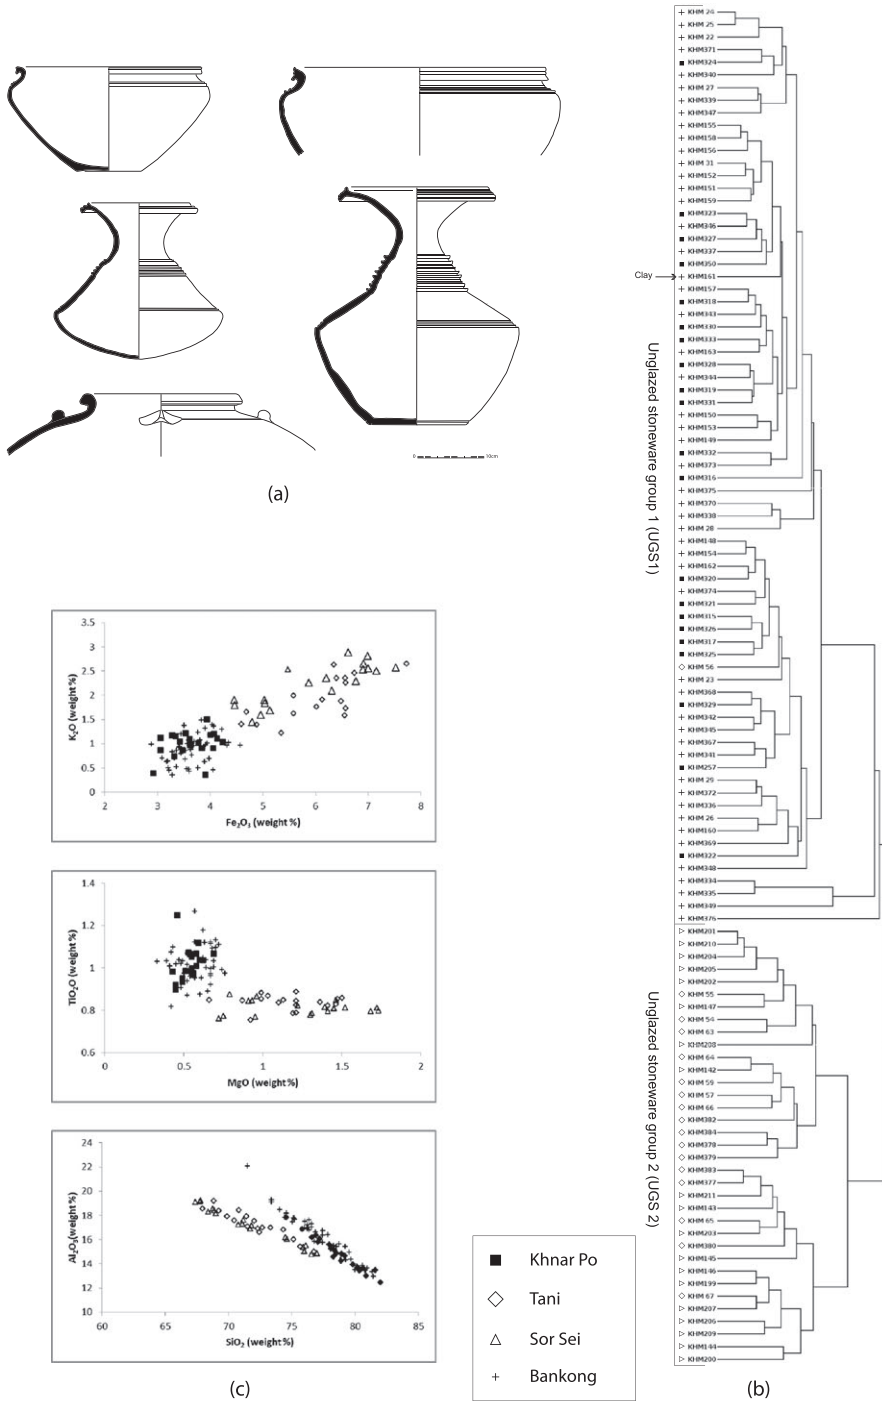 0 10cm
(a)
3.5
3
2.5
2
1.5
1
0.5
0
K₂O (weight%)
2 3 4 5 6 7 8
Fe₂O₃ (weight%)
1.4
1.2
1
0.8
0.6
TiO₂O (weight%)
0 0.5 1 1.5 2
MgO (weight%)
24
22
20
18
16
14
12
10
Al₂O₃(weight%)
60 65 70 75 80 85
SiO₂ (weight%)
(c)
Khnar Po
Tani
Sor Sei
Bankong
Clay
Unglazed stoneware group 1 (UGS1)
Unglazed stoneware group 2 (UGS 2)
KHM 24
KHM 25
KHM 22
KHM371
KHM324
KHM340
KHM 27
KHM339
KHM347
KHM155
KHM158
KHM156
KHM 31
KHM152
KHM151
KHM159
KHM323
KHM346
KHM327
KHM337
KHM350
KHM161
KHM157
KHM318
KHM343
KHM330
KHM333
KHM163
KHM328
KHM344
KHM319
KHM331
KHM150
KHM153
KHM149
KHM332
KHM373
KHM316
KHM375
KHM370
KHM338
KHM 28
KHM148
KHM154
KHM162
KHM320
KHM374
KHM321
KHM315
KHM326
KHM317
KHM325
KHM 56
KHM 23
KHM368
KHM329
KHM342
KHM345
KHM367
KHM341
KHM257
KHM 29
KHM372
KHM336
KHM 26
KHM160
KHM369
KHM322
KHM348
KHM334
KHM335
KHM349
KHM376
KHM201
KHM210
KHM204
KHM205
KHM202
KHM 55
KHM147
KHM 54
KHM 63
KHM208
KHM 64
KHM142
KHM 59
KHM 57
KHM 66
KHM382
KHM384
KHM378
KHM379
KHM383
KHM377
KHM211
KHM143
KHM 65
KHM203
KHM380
KHM145
KHM146
KHM199
KHM 67
KHM207
KHM206
KHM209
KHM144
KHM200
(b)